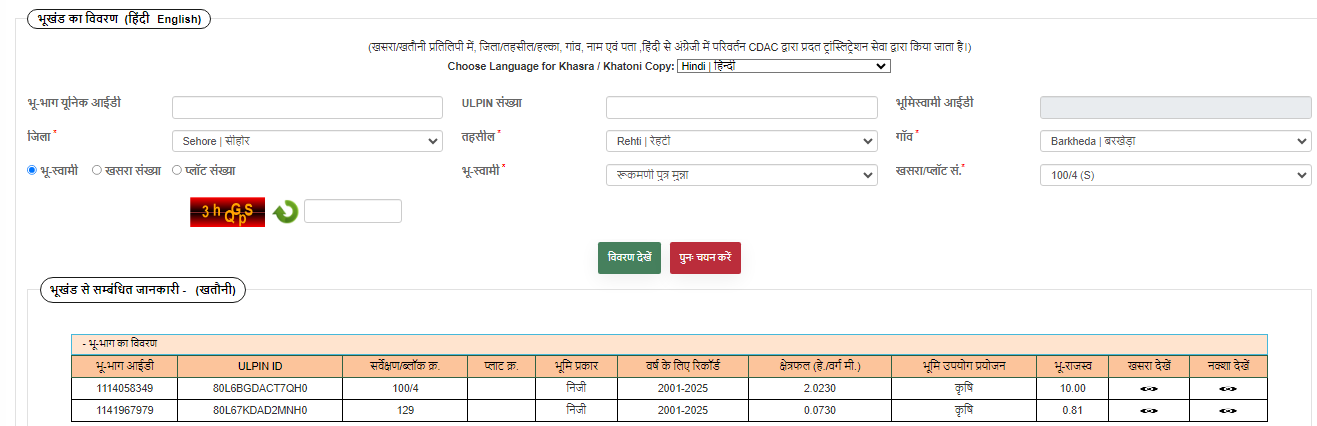 भूखंड का विवरण (हिंदी English)
(खसरा/खतौनी प्रतिलिपी में, जिला/तहसील/हल्का, गांव, नाम एवं पता ,हिंदी से अंग्रेजी में परिवर्तन CDAC द्वारा प्रदत ट्रांस्लिट्रेशन सेवा द्वारा किया जाता है।)
Choose Language for Khasra / Khatoni Copy: Hindi | हिन्दी
भू-भाग यूनिक आईडी ULPIN संख्या भूमिस्वामी आईडी
जिला * Sehore | सीहोर तहसील * Rehti | रेहटी गाँव * Barkheda | बरखेड़ा
भू-स्वामी खसरा संख्या प्लॉट संख्या भू-स्वामी * रूकमणी पुत्र मुन्ना खसरा/प्लॉट सं.* 100/4 (S)
3 h Q G p S
विवरण देखें पुनः चयन करें
भूखंड से सम्बंधित जानकारी - (खतौनी)
- भू-भाग का विवरण
भू-भाग आईडी ULPIN ID सर्वेक्षण/ब्लॉक क्र. प्लाट क्र. भूमि प्रकार वर्ष के लिए रिकॉर्ड क्षेत्रफल (हे./वर्ग मी.) भूमि उपयोग प्रयोजन भू-राजस्व खसरा देखें नक्शा देखें
1114058349 80L6BGDACT7QH0 100/4 निजी 2001-2025 2.0230 कृषि 10.00
1141967979 80L67KDAD2MNH0 129 निजी 2001-2025 0.0730 कृषि 0.81